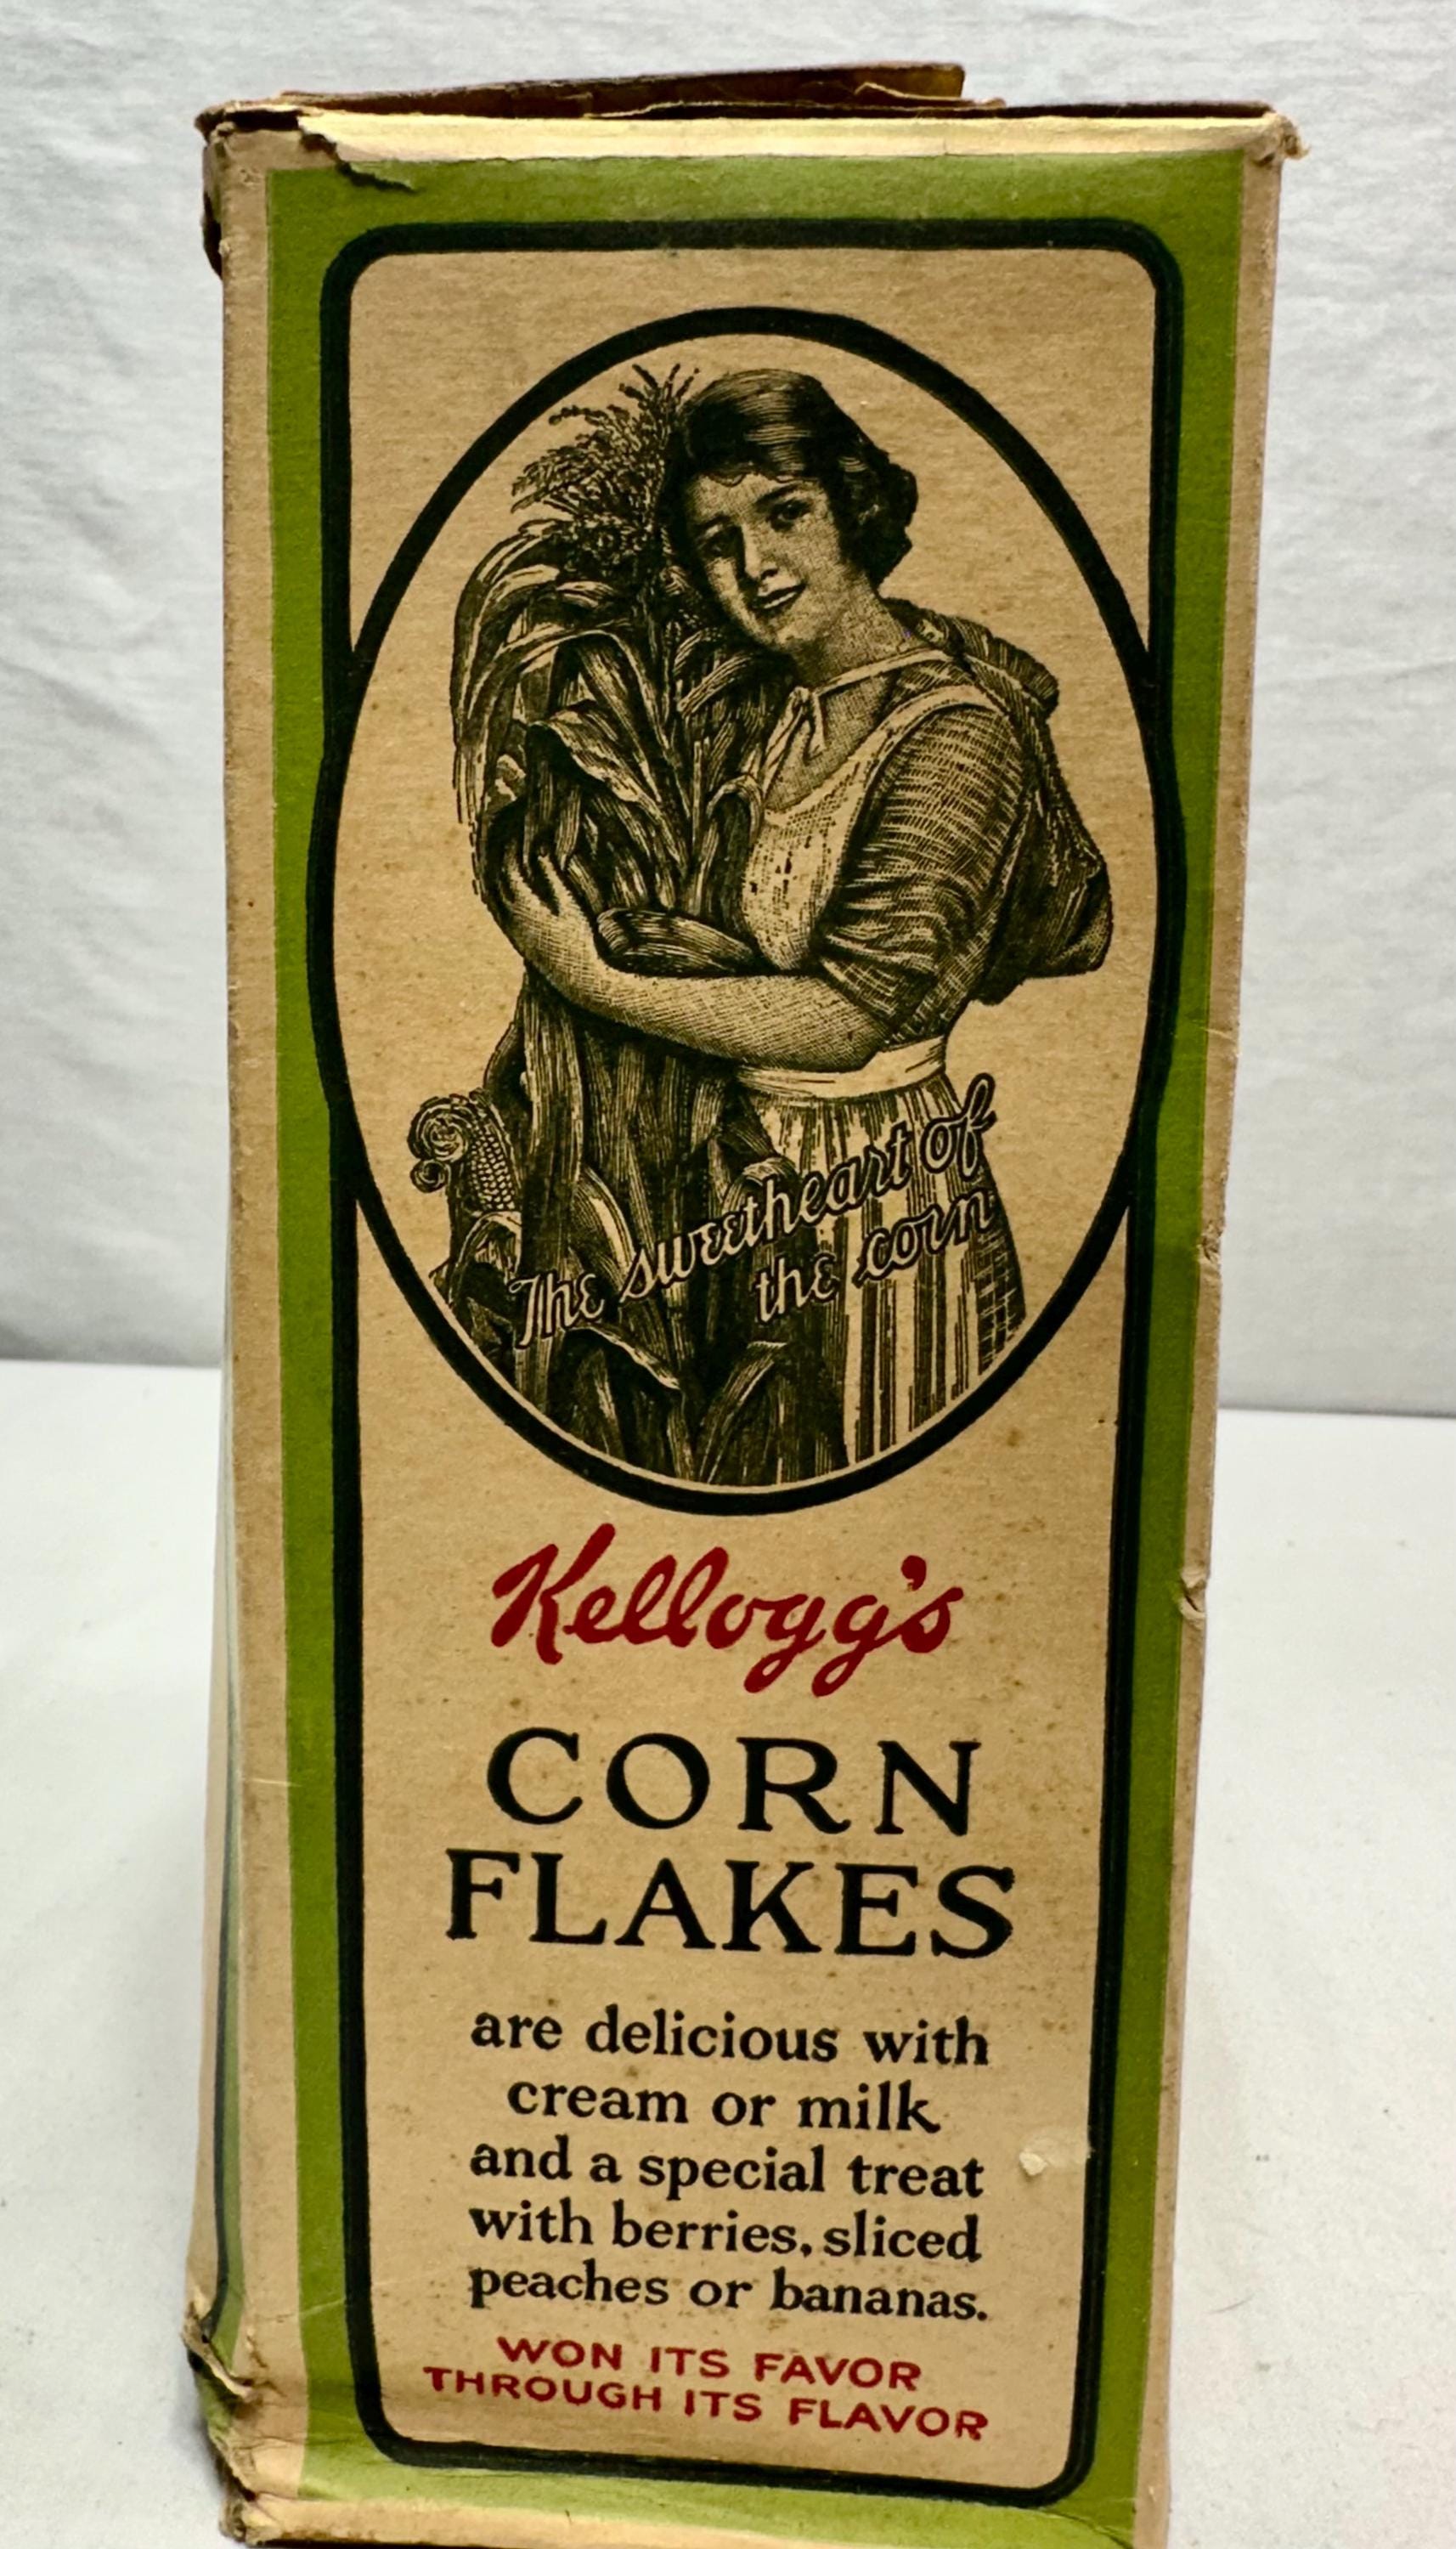 The sweetheart of
the corn
Kellogg's
CORN
FLAKES
are delicious with
cream or milk
and a special treat
with berries, sliced
peaches or bananas.
WON ITS FAVOR
THROUGH ITS FLAVOR